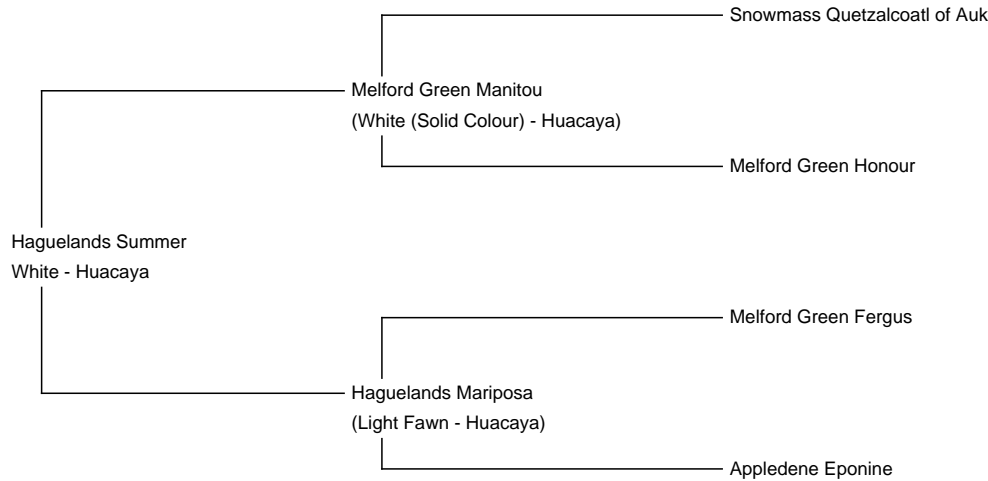 Snowmass Quetzalcoatl of Auk
Melford Green Manitou
(White (Solid Colour) - Huacaya)
Melford Green Honour
Haguelands Summer
White - Huacaya
Melford Green Fergus
Haguelands Mariposa
(Light Fawn - Huacaya)
Appledene Eponine